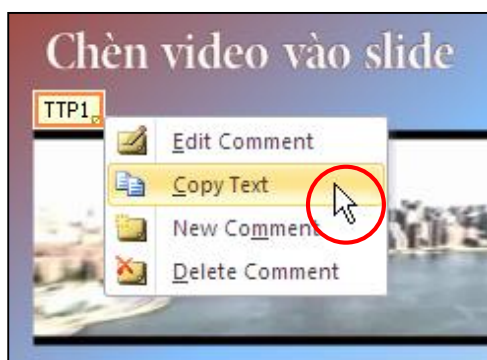 Chèn video vào slide
TTP1
Edit Comment
Copy Text
New Comment
Delete Comment